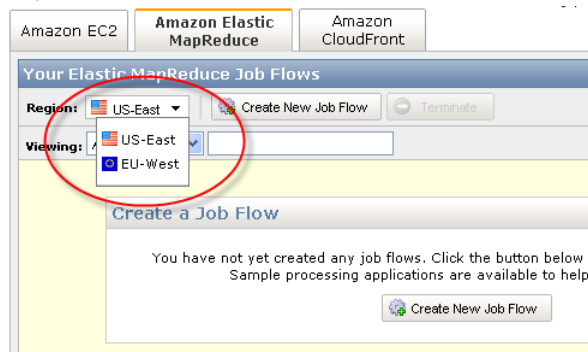 Amazon EC2
Amazon Elastic MapReduce
Amazon CloudFront
Your Elastic MapReduce Job Flows
Region: US-East Create New Job Flow Terminate
US-East
Viewing:
EU-West
Create a Job Flow
You have not yet created any job flows. Click the button below
Sample processing applications are available to help
Create New Job Flow